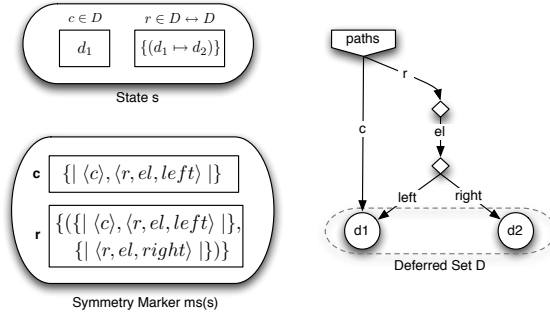 c ∈ D
r ∈ D ↔ D
d₁
{(d₁ ↦ d₂)}
State s
c
{| ⟨c⟩, ⟨r, el, left⟩ |}
r
{({| ⟨c⟩, ⟨r, el, left⟩ |},
{| ⟨r, el, right⟩ |})}
Symmetry Marker ms(s)
paths
r
c
el
left
right
d1
d2
Deferred Set D